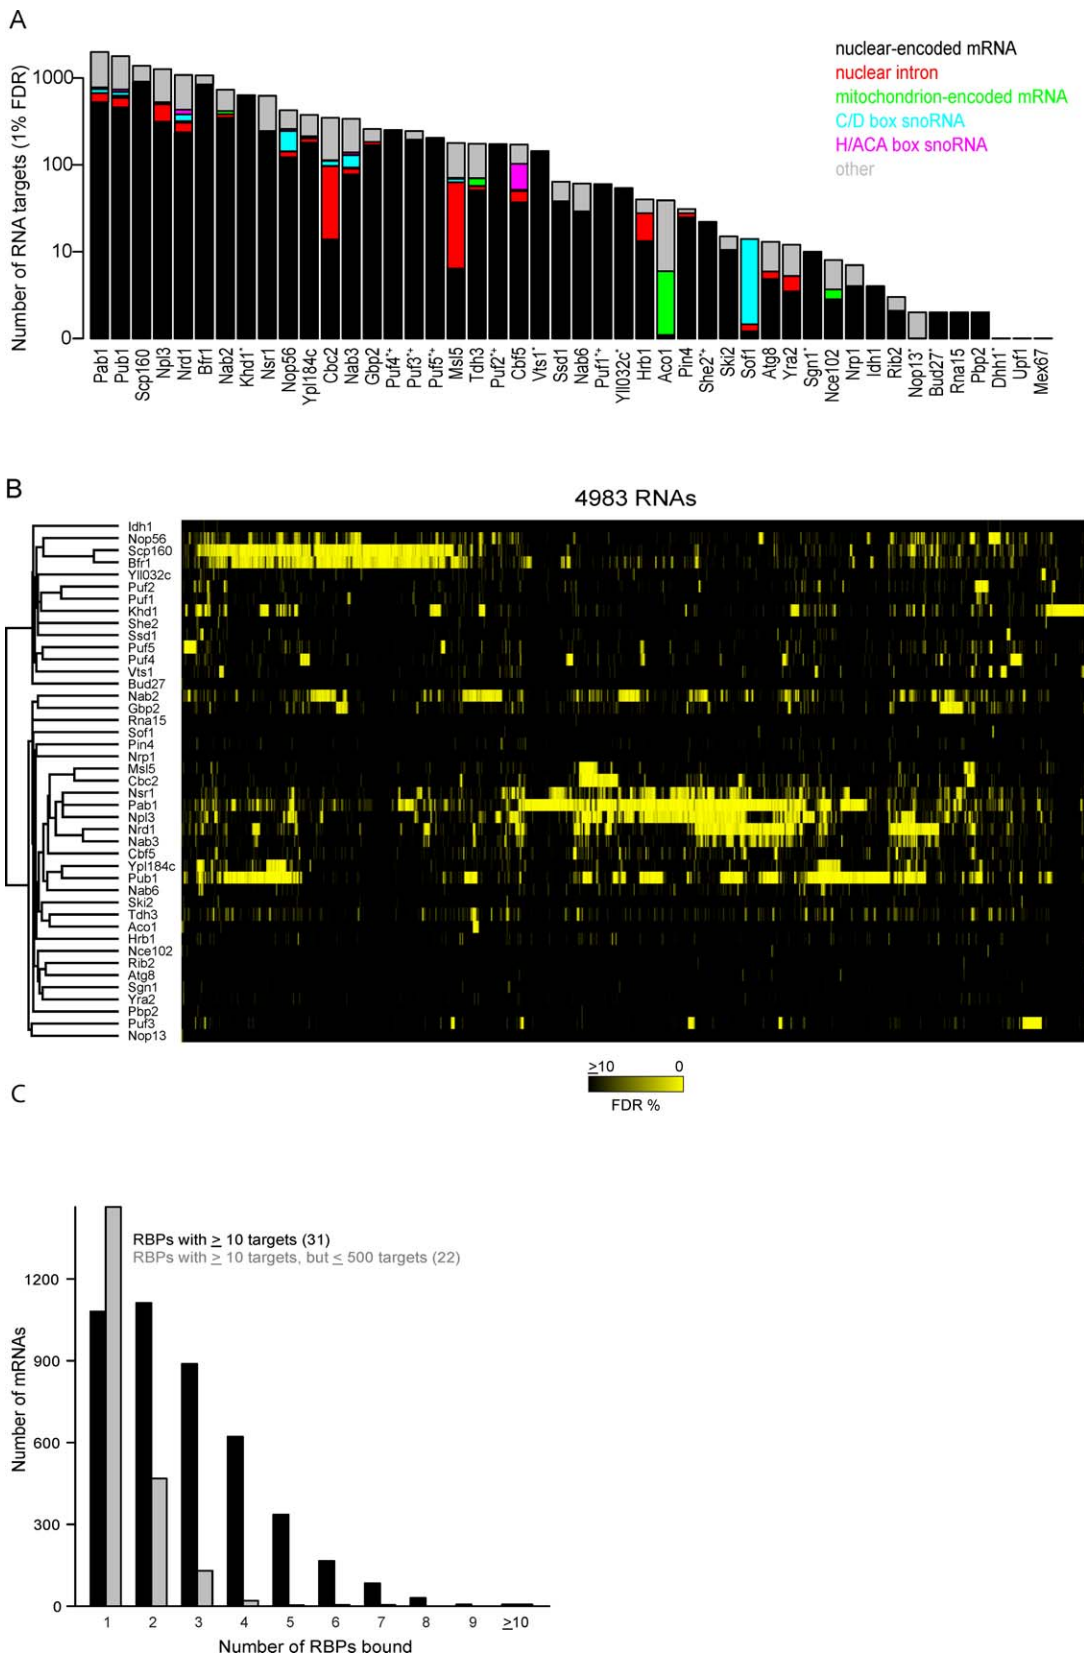 A
Number of RNA targets (1% FDR)
1000
100
10
0
nuclear-encoded mRNA
nuclear intron
mitochondrion-encoded mRNA
C/D box snoRNA
H/ACA box snoRNA
other
Pab1
Pub1
Scp160
Npl3
Nrd1
Bfr1
Nab2
Khd1*
Nsr1
Nop56
Ypl184c
Cbc2
Nab3
Gbp2
Puf4*+
Puf3*+
Puf5*+
Msl5
Tdh3
Puf2*+
Cbf5
Vts1*
Ssd1
Nab6
Puf1*+
Yll032c*
Hrb1
Aco1
Pin4
She2*+
Ski2
Sof1
Atg8
Yra2
Sgn1*
Nce102
Nrp1
Idh1
Rib2
Nop13*
Bud27*
Rna15
Pbp2
Dhh1*
Upf1
Mex67
B
4983 RNAs
Idh1
Nop56
Scp160
Bfr1
Yll032c
Puf2
Puf1
Khd1
She2
Ssd1
Puf5
Puf4
Vts1
Bud27
Nab2
Gbp2
Rna15
Sof1
Pin4
Nrp1
Msl5
Cbc2
Nsr1
Pab1
Npl3
Nrd1
Nab3
Cbf5
Ypl184c
Pub1
Nab6
Ski2
Tdh3
Aco1
Hrb1
Nce102
Rib2
Atg8
Sgn1
Yra2
Pbp2
Puf3
Nop13
≥10 0
FDR %
C
RBPs with ≥ 10 targets (31)
RBPs with ≥ 10 targets, but ≤ 500 targets (22)
Number of mRNAs
1200
900
600
300
0
1 2 3 4 5 6 7 8 9 ≥10
Number of RBPs bound